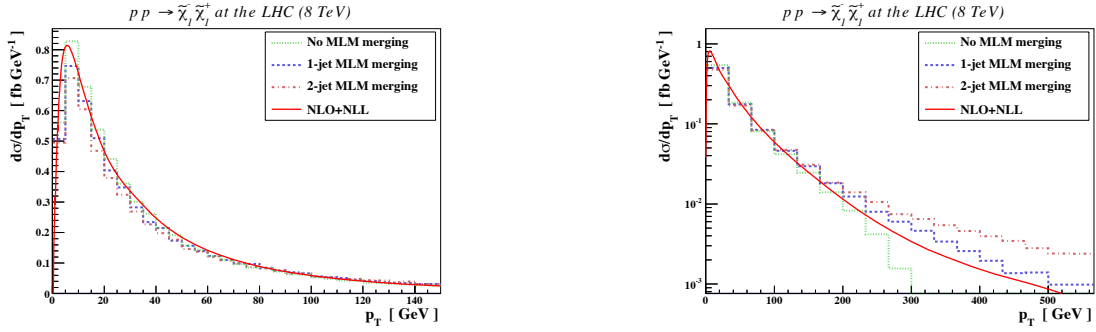 p p → χ̃₁⁻ χ̃₁⁺ at the LHC (8 TeV)
dσ/dp_T [ fb GeV⁻¹ ]
No MLM merging
1-jet MLM merging
2-jet MLM merging
NLO+NLL
0.8
0.7
0.6
0.5
0.4
0.3
0.2
0.1
0
0 20 40 60 80 100 120 140
p_T [ GeV ]
p p → χ̃₁⁻ χ̃₁⁺ at the LHC (8 TeV)
dσ/dp_T [ fb GeV⁻¹ ]
No MLM merging
1-jet MLM merging
2-jet MLM merging
NLO+NLL
1
10⁻¹
10⁻²
10⁻³
0 100 200 300 400 500
p_T [ GeV ]